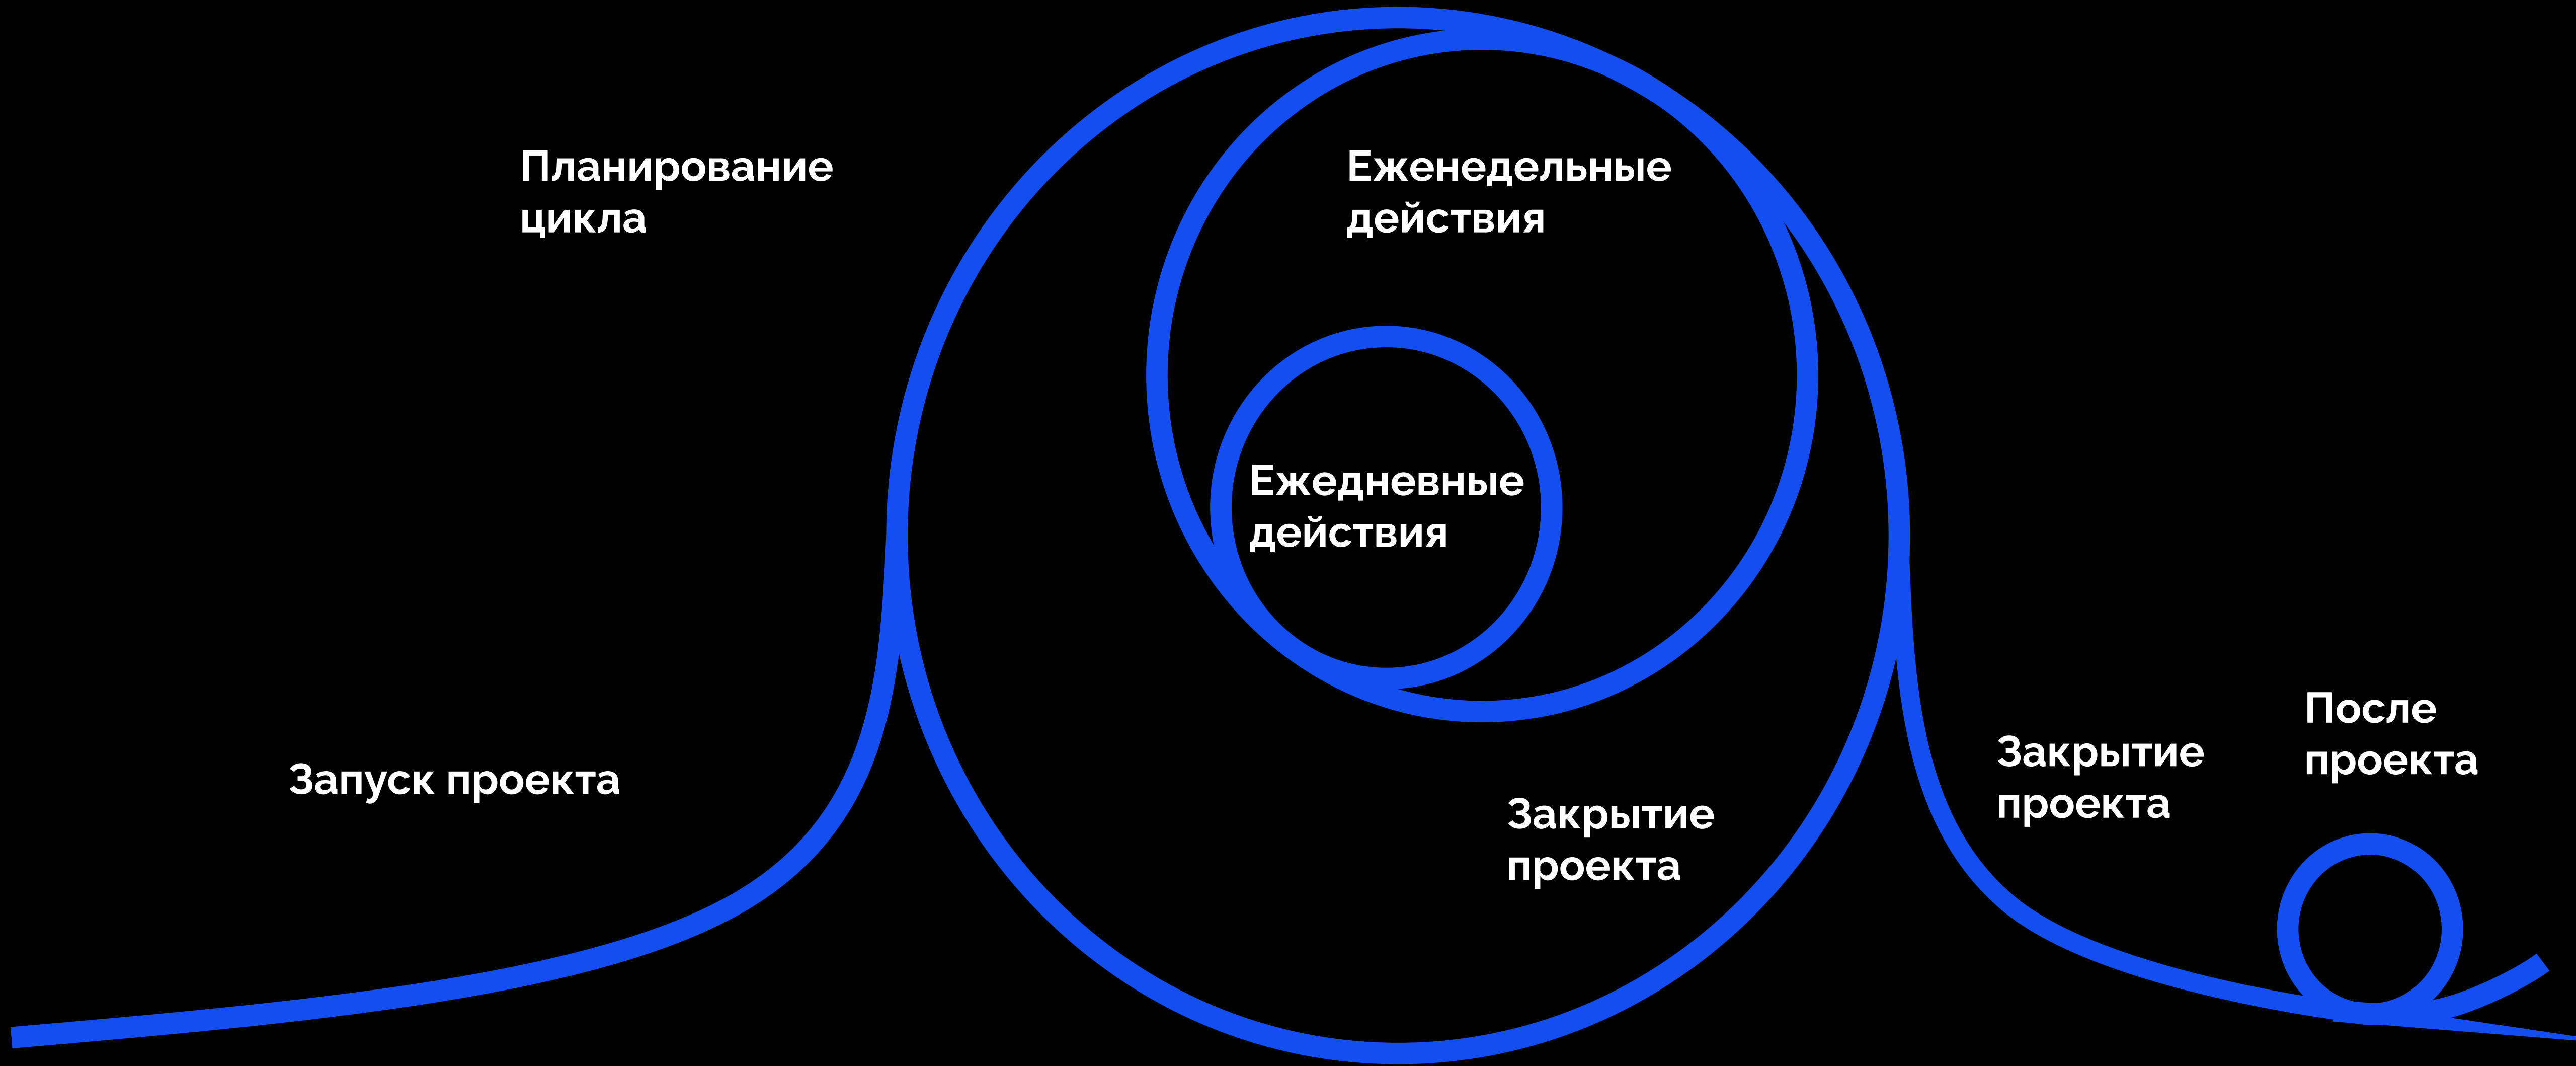 Планирование
цикла
Еженедельные
действия
Ежедневные
действия
Запуск проекта
Закрытие
проекта
Закрытие
проекта
После
проекта